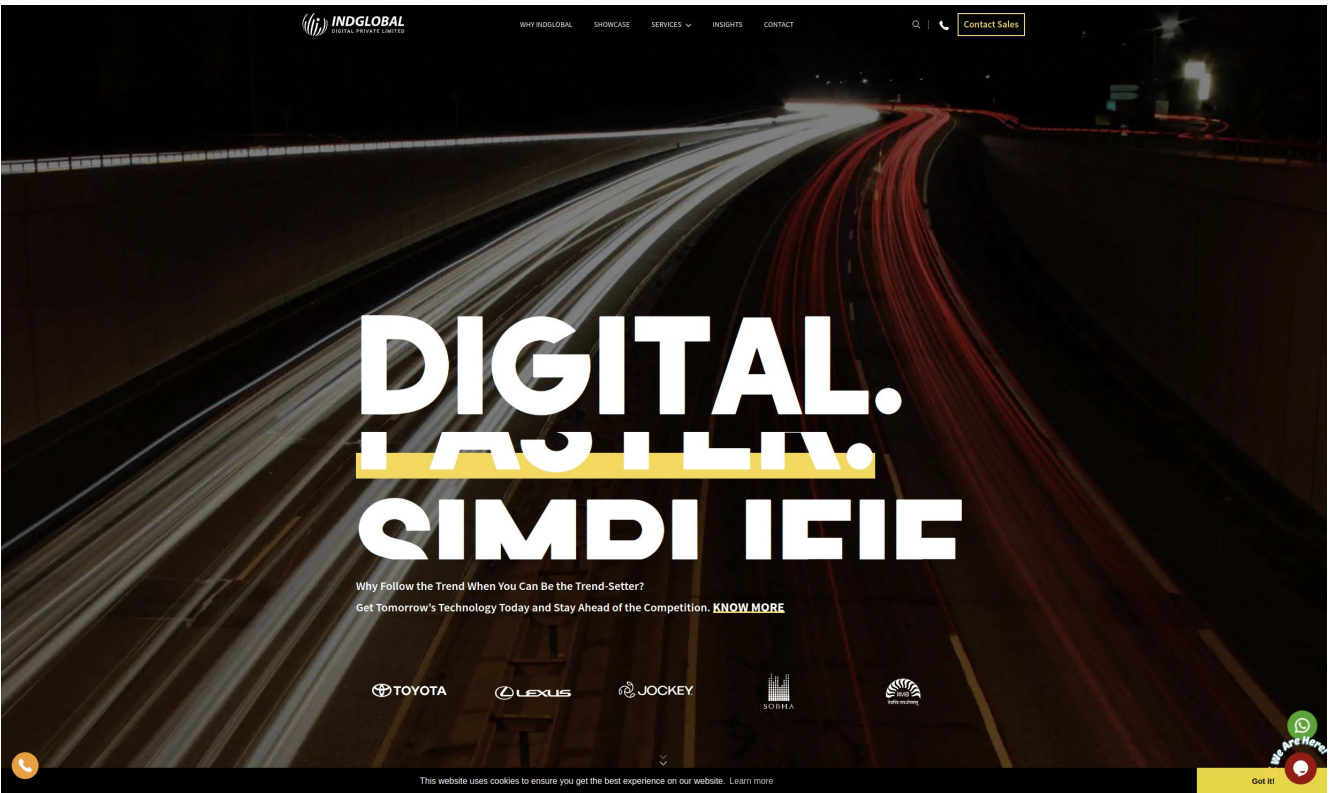 INDGLOBAL
DIGITAL PRIVATE LIMITED
WHY INDGLOBAL
SHOWCASE
SERVICES
INSIGHTS
CONTACT
Contact Sales
DIGITAL.
FASTER.
SIMPLIFIE
Why Follow the Trend When You Can Be the Trend-Setter?
Get Tomorrow’s Technology Today and Stay Ahead of the Competition. KNOW MORE
TOYOTA
LEXUS
JOCKEY
SOBHA
IIMB
We Are Here!
This website uses cookies to ensure you get the best experience on our website. Learn more
Got it!